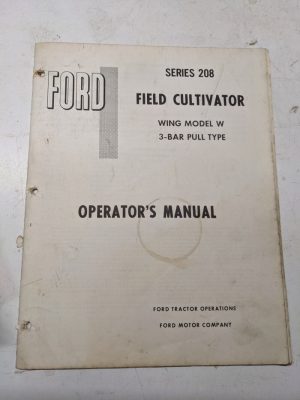 FORD
SERIES 208
FIELD CULTIVATOR
WING MODEL W
3-BAR PULL TYPE
OPERATOR'S MANUAL
FORD TRACTOR OPERATIONS
FORD MOTOR COMPANY